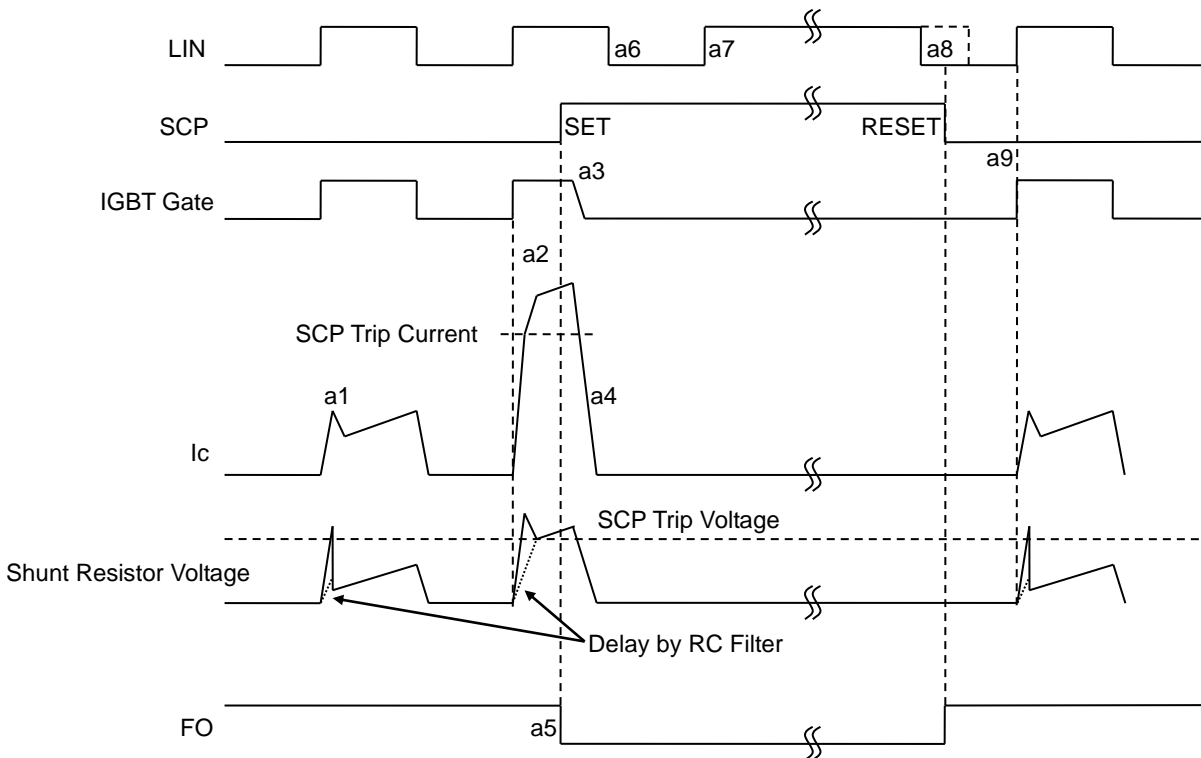 LIN
a6
a7
a8
SCP
SET
RESET
a9
a3
IGBT Gate
a2
SCP Trip Current
a1
a4
Ic
SCP Trip Voltage
Shunt Resistor Voltage
Delay by RC Filter
FO
a5